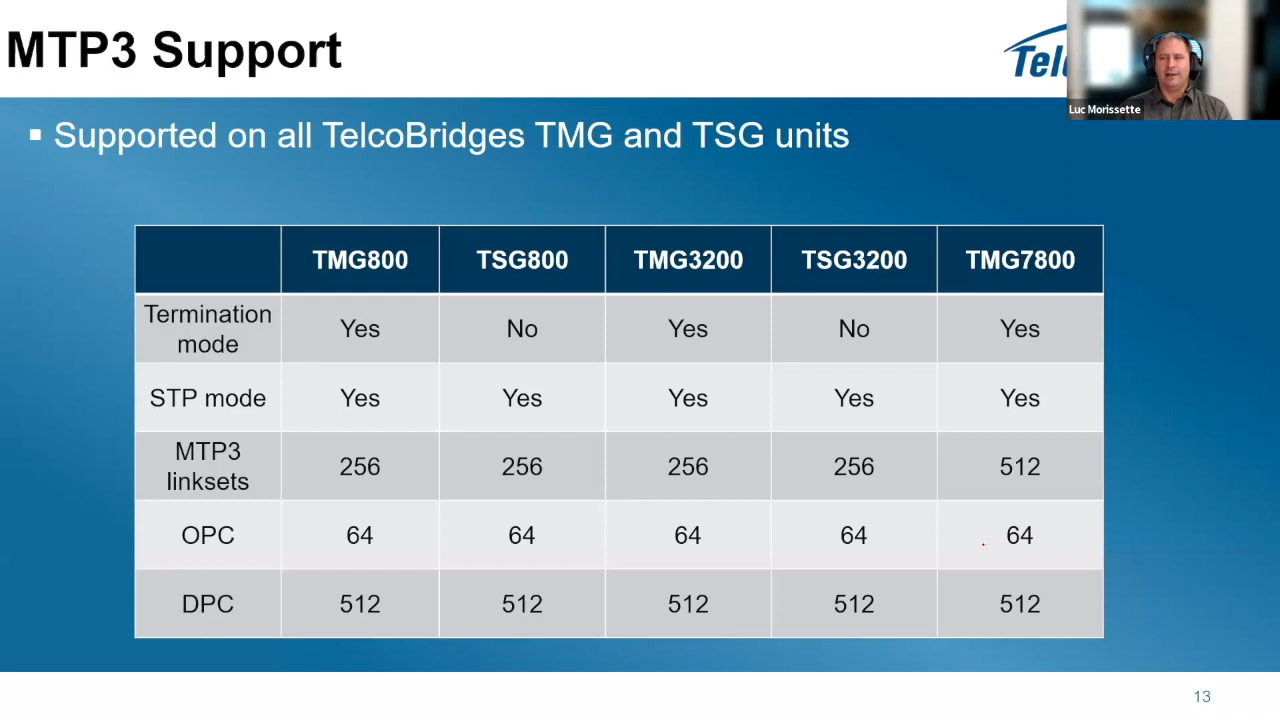 MTP3 Support
Luc Morissette
▪ Supported on all TelcoBridges TMG and TSG units
TMG800 TSG800 TMG3200 TSG3200 TMG7800
Termination
mode Yes No Yes No Yes
STP mode Yes Yes Yes Yes Yes
MTP3
linksets 256 256 256 256 512
OPC 64 64 64 64 64
DPC 512 512 512 512 512
13